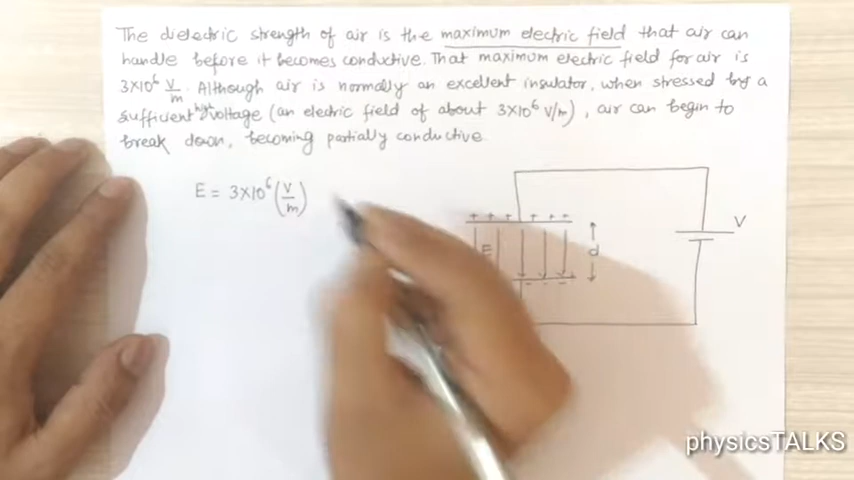 The dielectric strength of air is the maximum electric field that air can
handle before it becomes conductive. That maximum electric field for air is
3×10⁶ V/m. Although air is normally an excellent insulator, when stressed by a
sufficient high voltage (an electric field of about 3×10⁶ V/m), air can begin to
break down, becoming partially conductive.
E = 3×10⁶ (V/m)
+ + + + + +
V
E
d
- - -
physicsTALKS